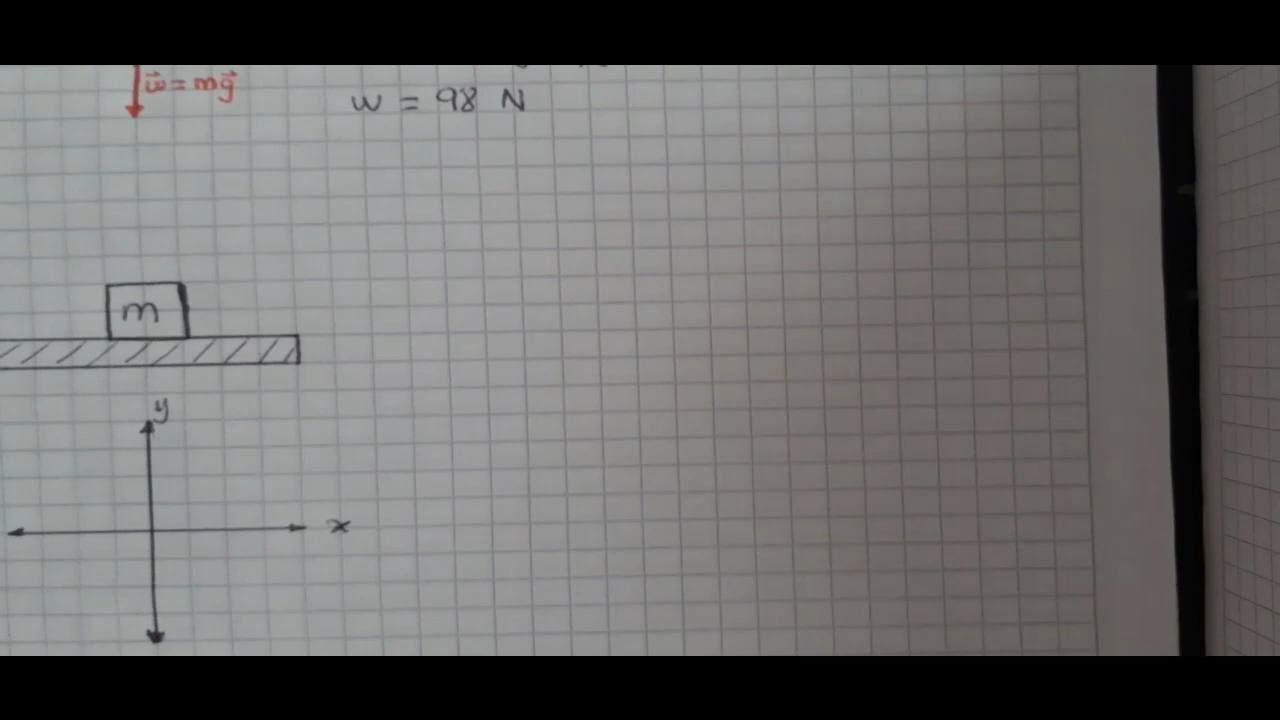 w⃗ = mg⃗
w = 98 N
m
y
x